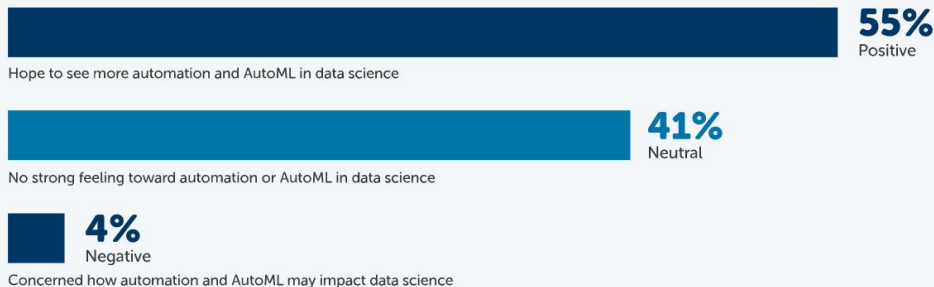 55%
Positive
Hope to see more automation and AutoML in data science
41%
Neutral
No strong feeling toward automation or AutoML in data science
4%
Negative
Concerned how automation and AutoML may impact data science